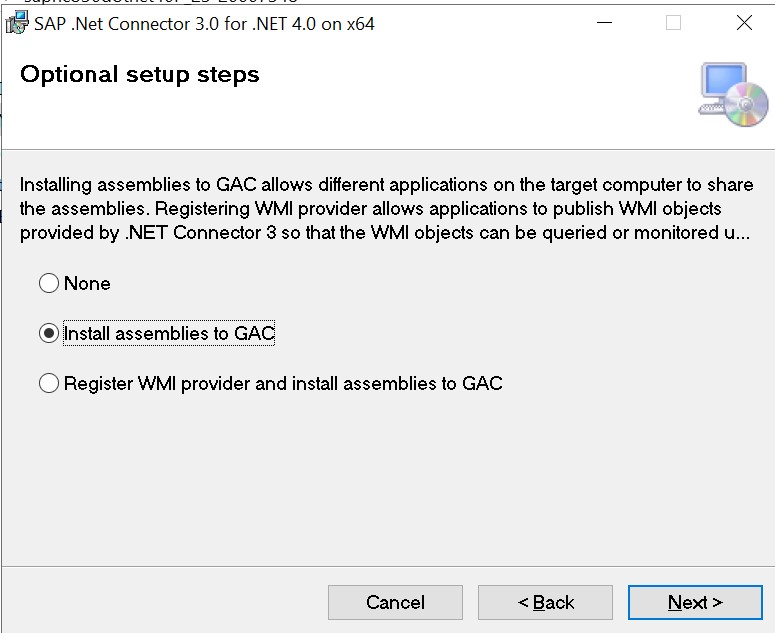 SAP .Net Connector 3.0 for .NET 4.0 on x64
Optional setup steps
Installing assemblies to GAC allows different applications on the target computer to share
the assemblies. Registering WMI provider allows applications to publish WMI objects
provided by .NET Connector 3 so that the WMI objects can be queried or monitored u...
None
Install assemblies to GAC
Register WMI provider and install assemblies to GAC
Cancel
< Back
Next >